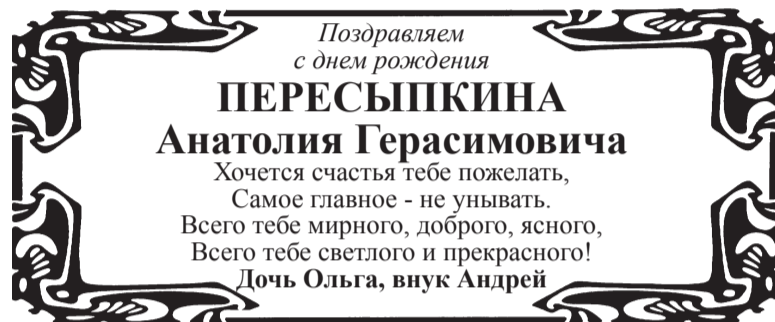 Поздравляем
с днем рождения
ПЕРЕСЫПКИНА
Анатолия Герасимовича
Хочется счастья тебе пожелать,
Самое главное - не унывать.
Всего тебе мирного, доброго, ясного,
Всего тебе светлого и прекрасного!
Дочь Ольга, внук Андрей